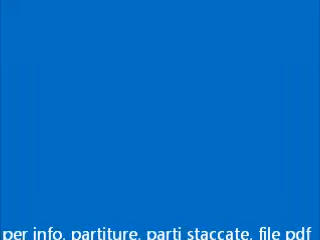 per info, partiture, parti staccate, file pdf